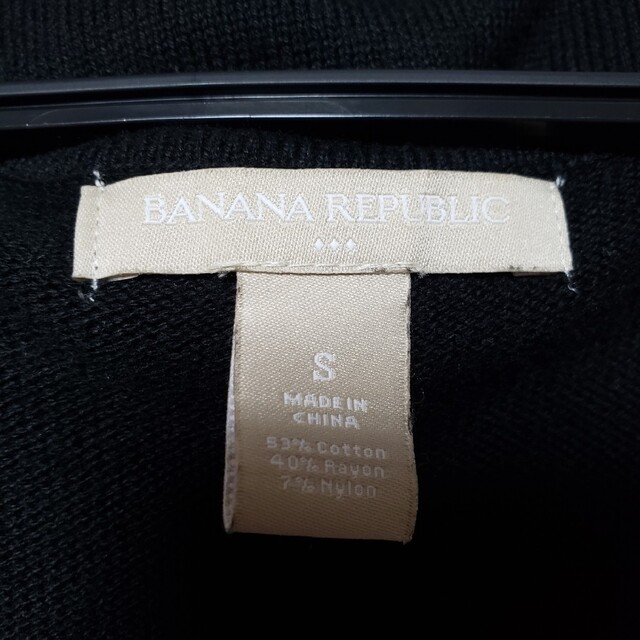 BANANA REPUBLIC
S
MADE IN
CHINA
53% Cotton
40% Rayon
7% Nylon